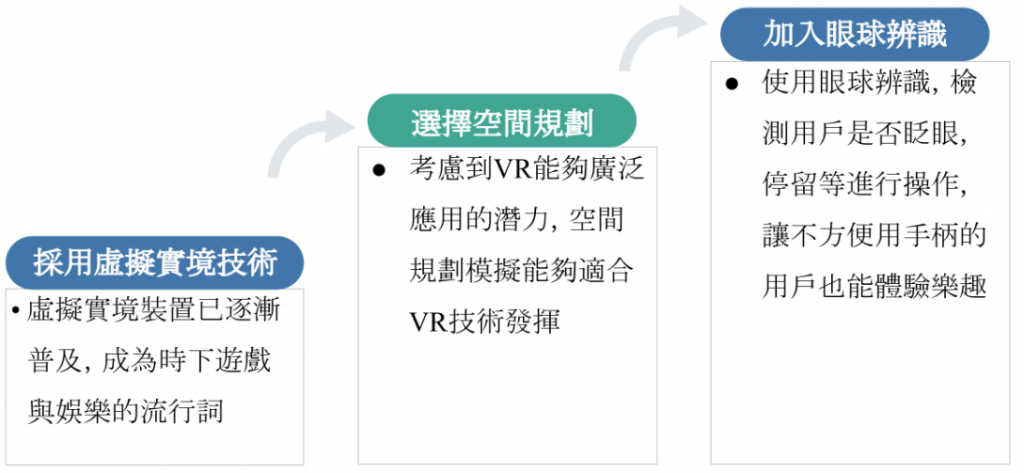 採用虛擬實境技術
• 虛擬實境裝置已逐漸
普及, 成為時下遊戲
與娛樂的流行詞
選擇空間規劃
● 考慮到VR能夠廣泛
應用的潛力, 空間
規劃模擬能夠適合
VR技術發揮
加入眼球辨識
● 使用眼球辨識, 檢
測用戶是否眨眼,
停留等進行操作,
讓不方便用手柄的
用戶也能體驗樂趣